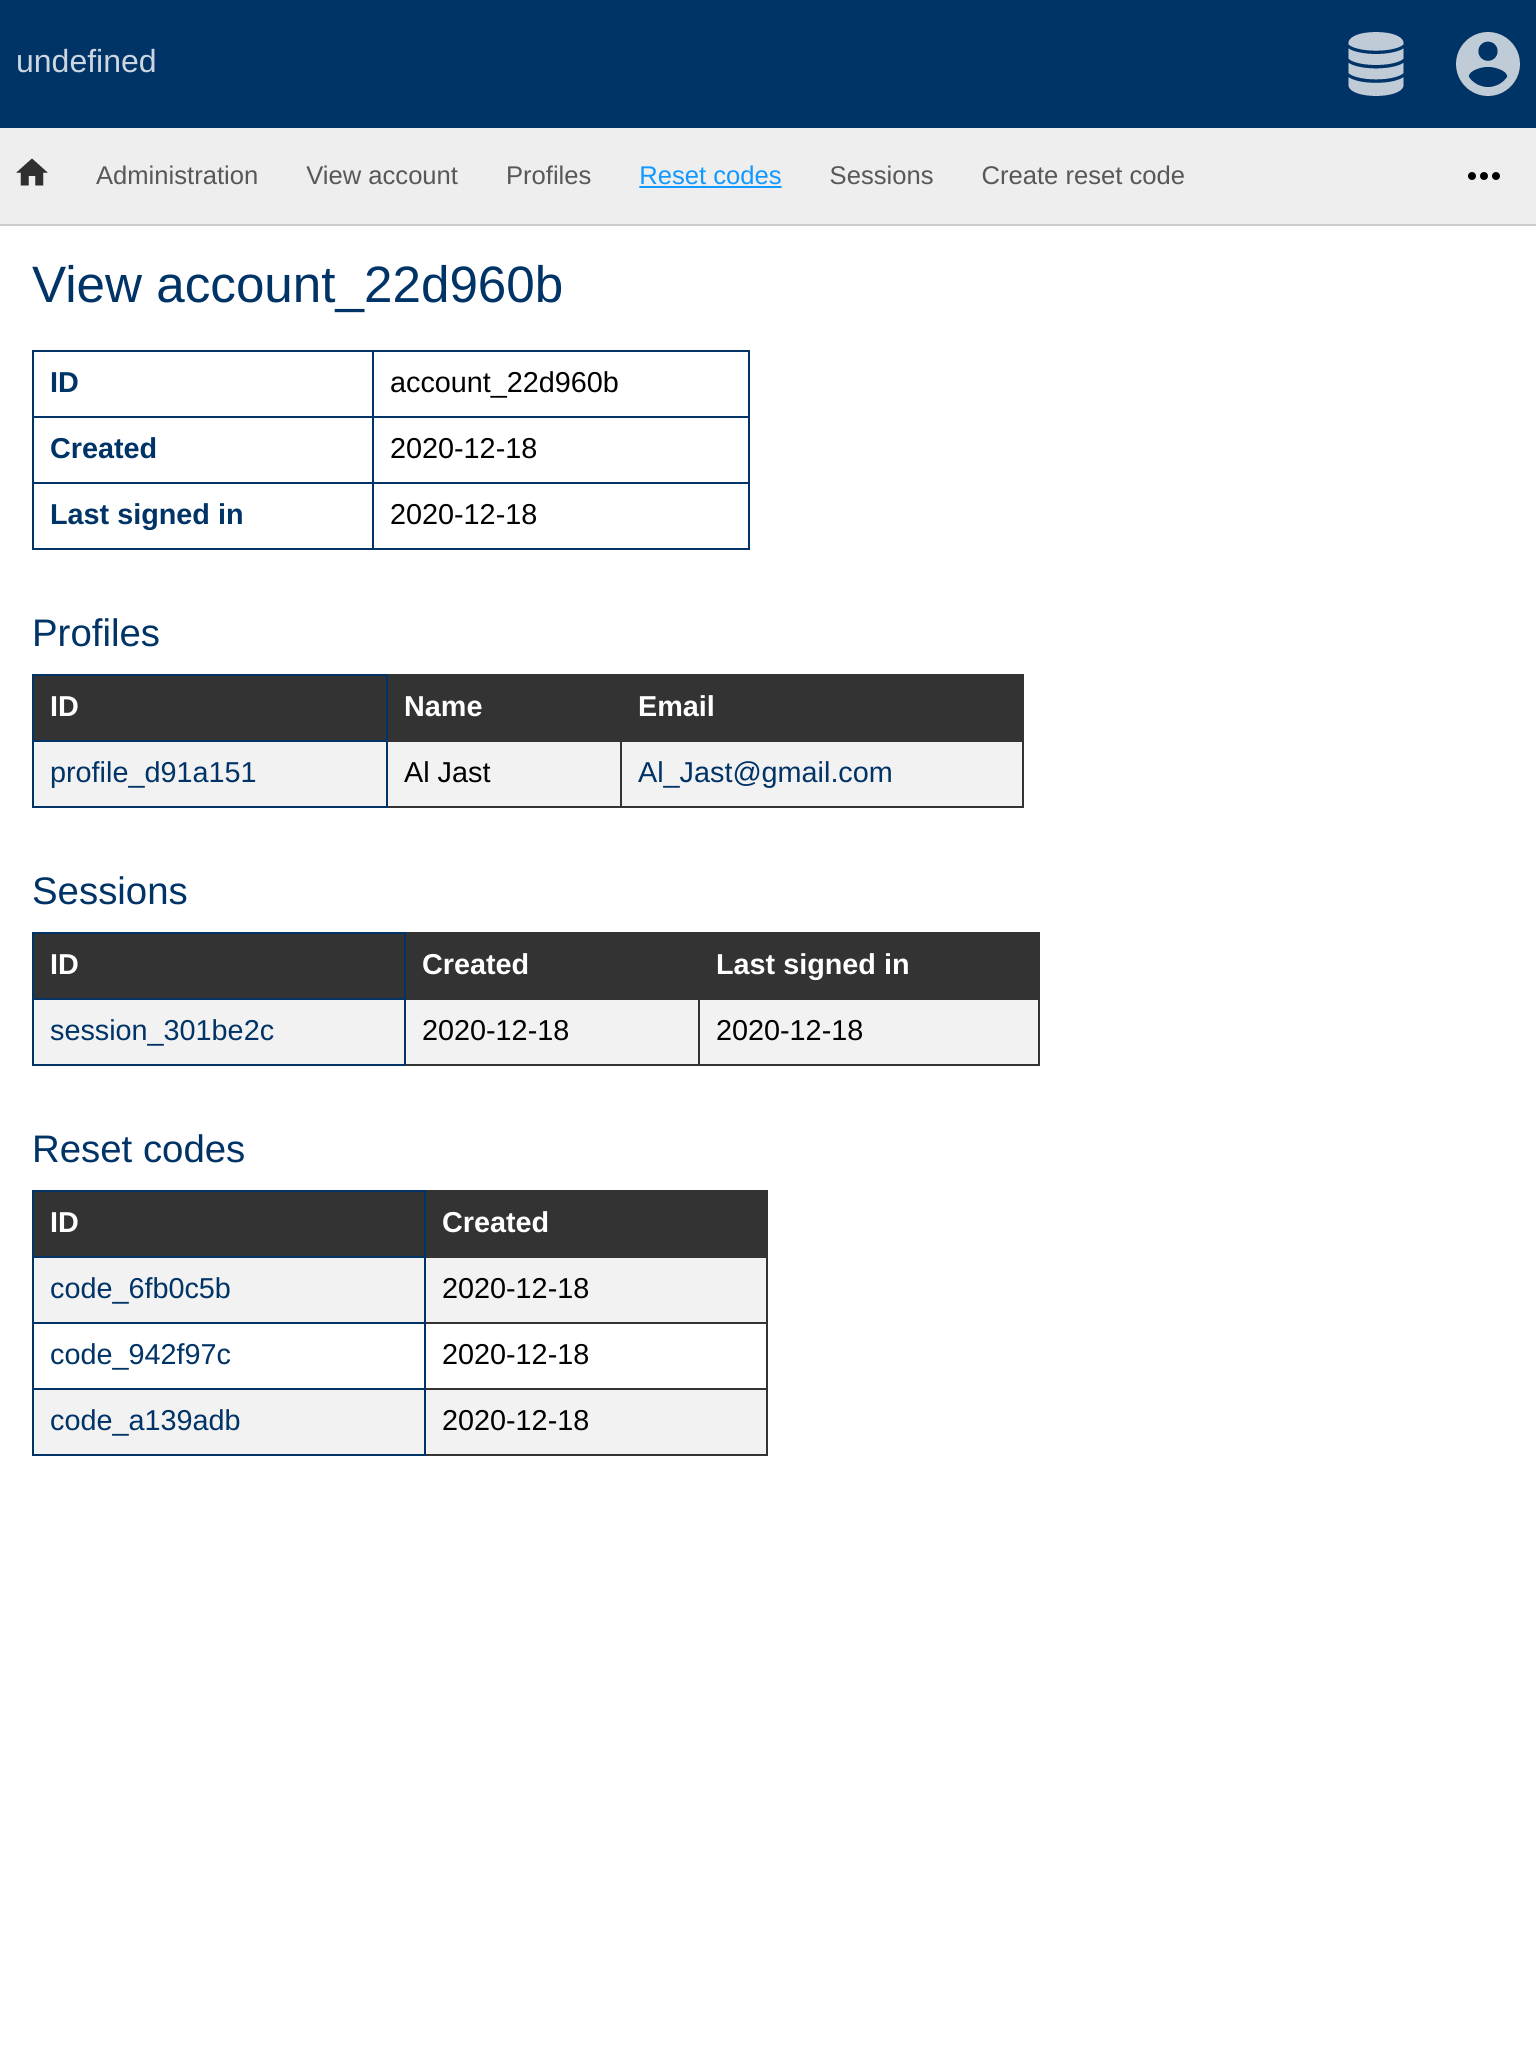 undefined
Administration View account Profiles Reset codes Sessions Create reset code
View account_22d960b
ID account_22d960b
Created 2020-12-18
Last signed in 2020-12-18
Profiles
ID Name Email
profile_d91a151 Al Jast Al_Jast@gmail.com
Sessions
ID Created Last signed in
session_301be2c 2020-12-18 2020-12-18
Reset codes
ID Created
code_6fb0c5b 2020-12-18
code_942f97c 2020-12-18
code_a139adb 2020-12-18